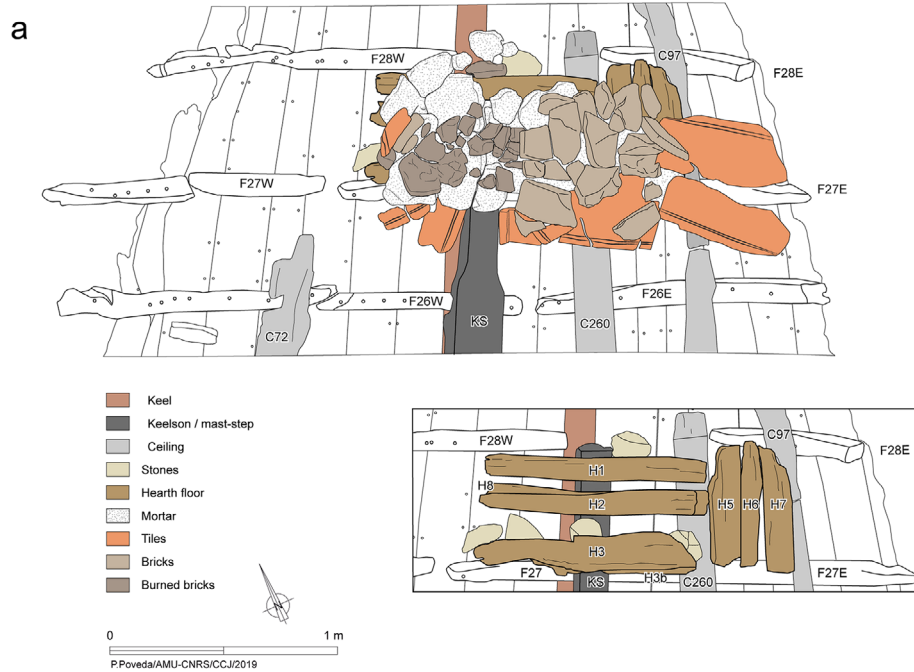 a
F28W
C97
F28E
F27W
F27E
F26W
F26E
KS
C260
C72
Keel
Keelson / mast-step
Ceiling
Stones
Hearth floor
Mortar
Tiles
Bricks
Burned bricks
N
0 1 m
P.Poveda/AMU-CNRS/CCJ/2019
F28W
C97
F28E
H1
H8
H2
H5
H6
H7
H3
F27
KS
H3b
C260
F27E